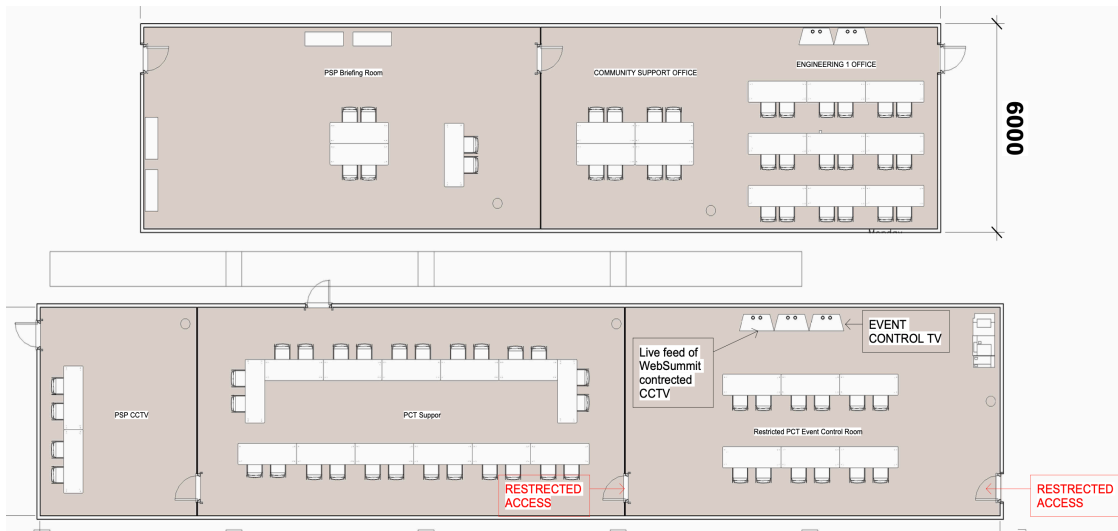 PSP Briefing Room
COMMUNITY SUPPORT OFFICE
ENGINEERING 1 OFFICE
6000
Live feed of
WebSummit
contrected
CCTV
EVENT
CONTROL TV
PSP CCTV
PCT Suppor
Restricted PCT Event Control Room
RESTRECTED
ACCESS
RESTRECTED
ACCESS